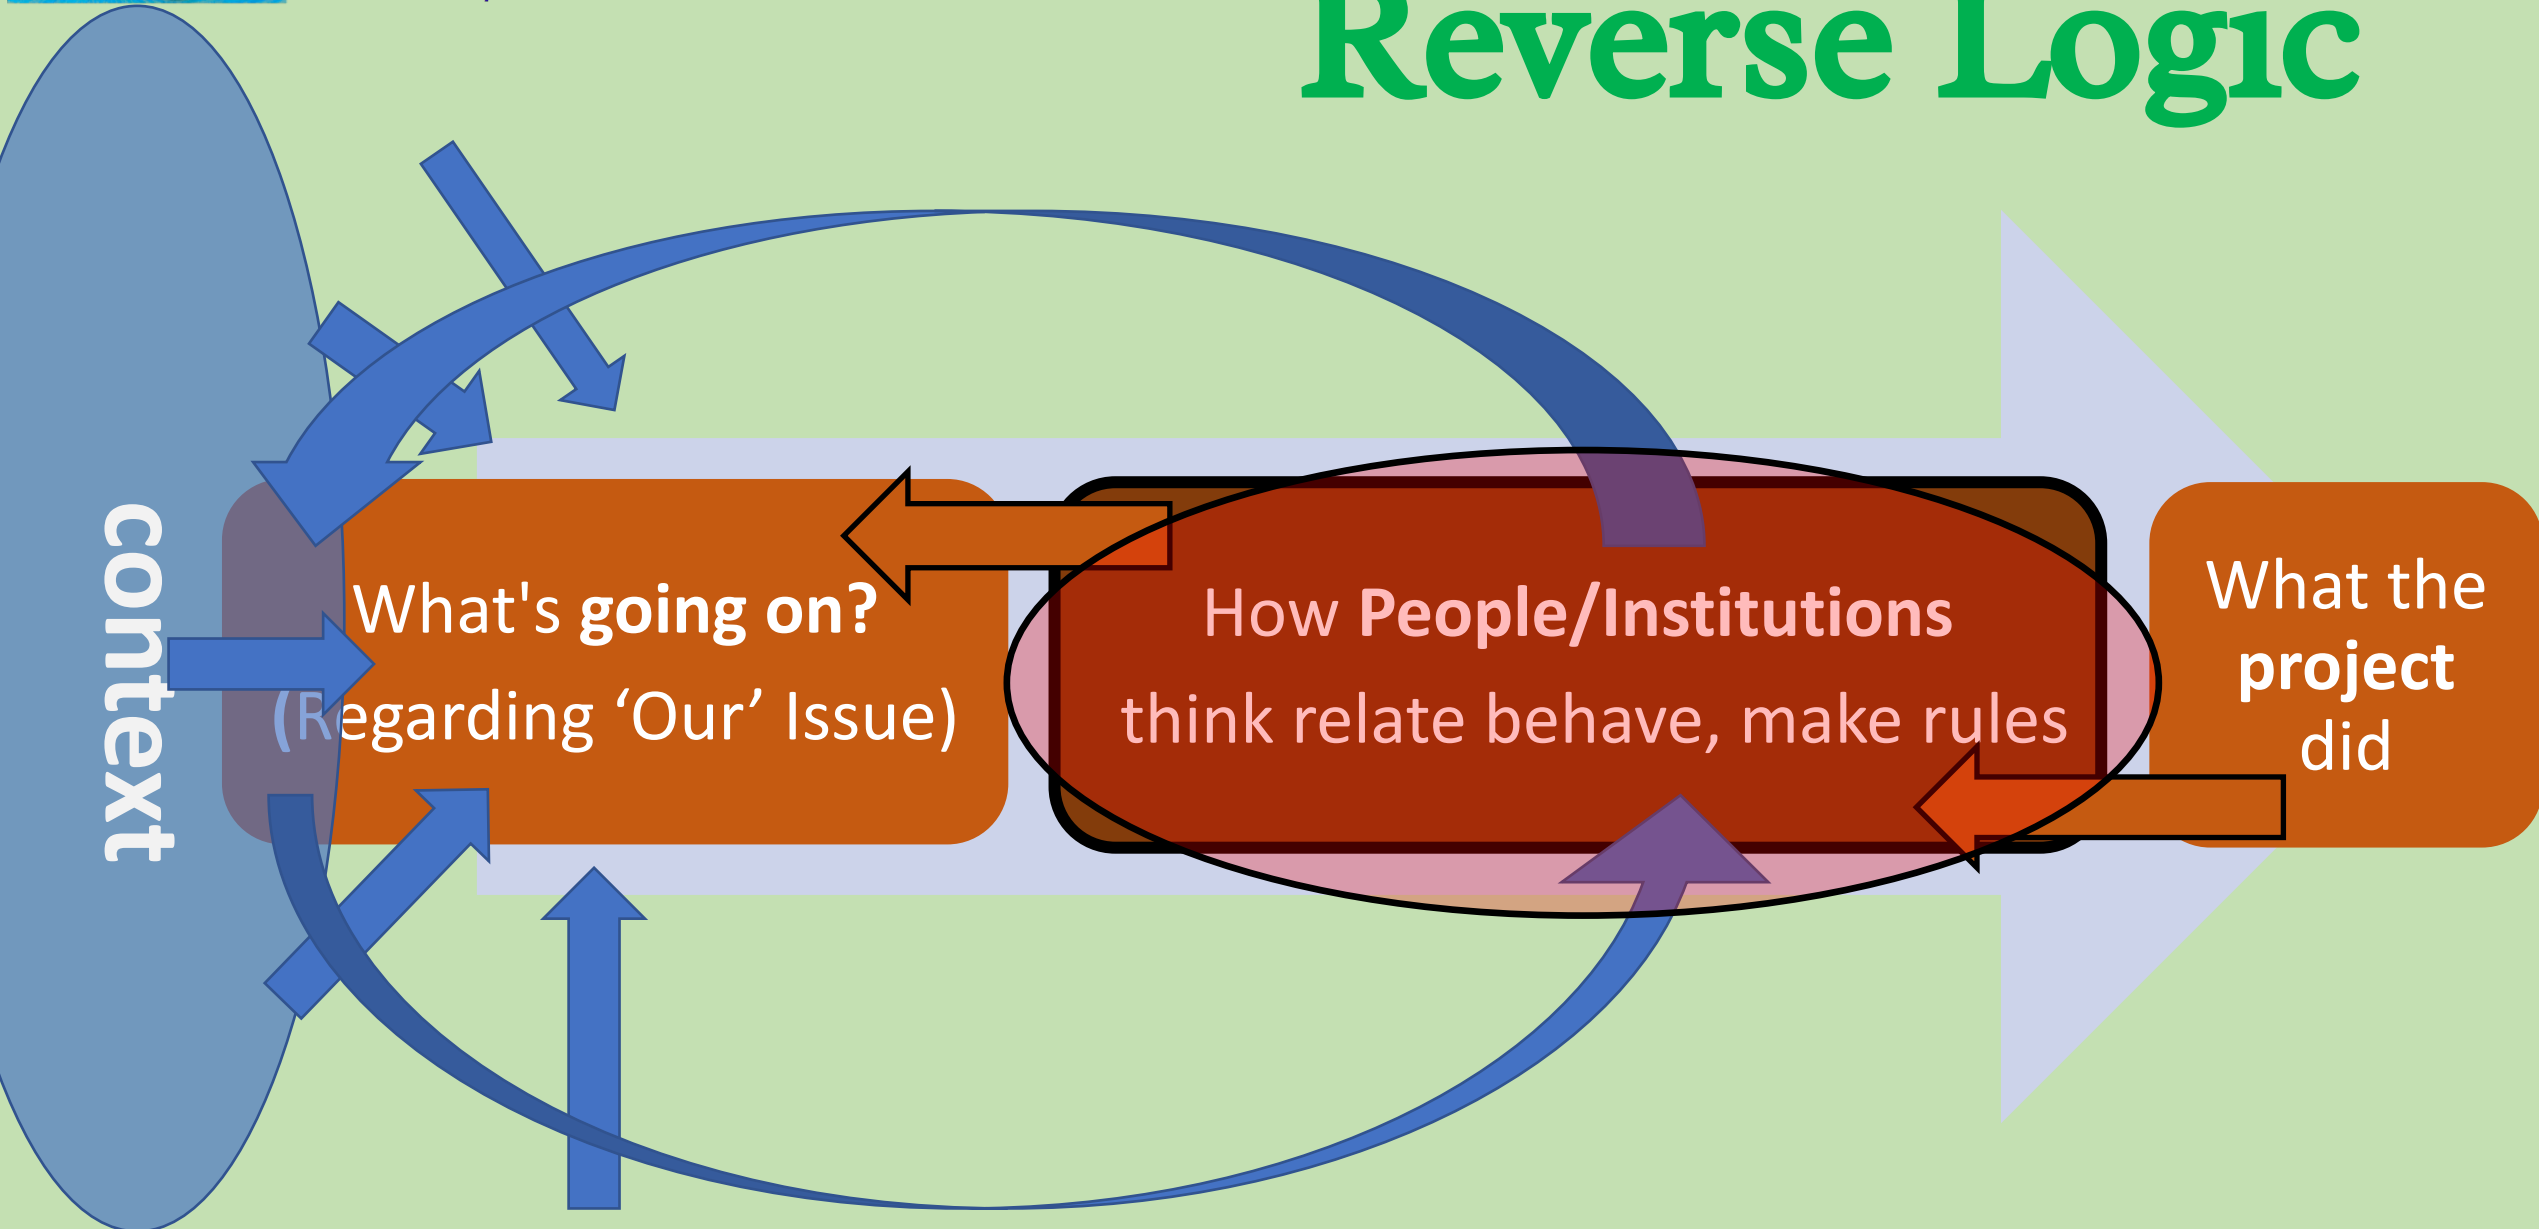 Reverse Logic
context
What's going on?
(Regarding ‘Our’ Issue)
How People/Institutions
think relate behave, make rules
What the
project
did